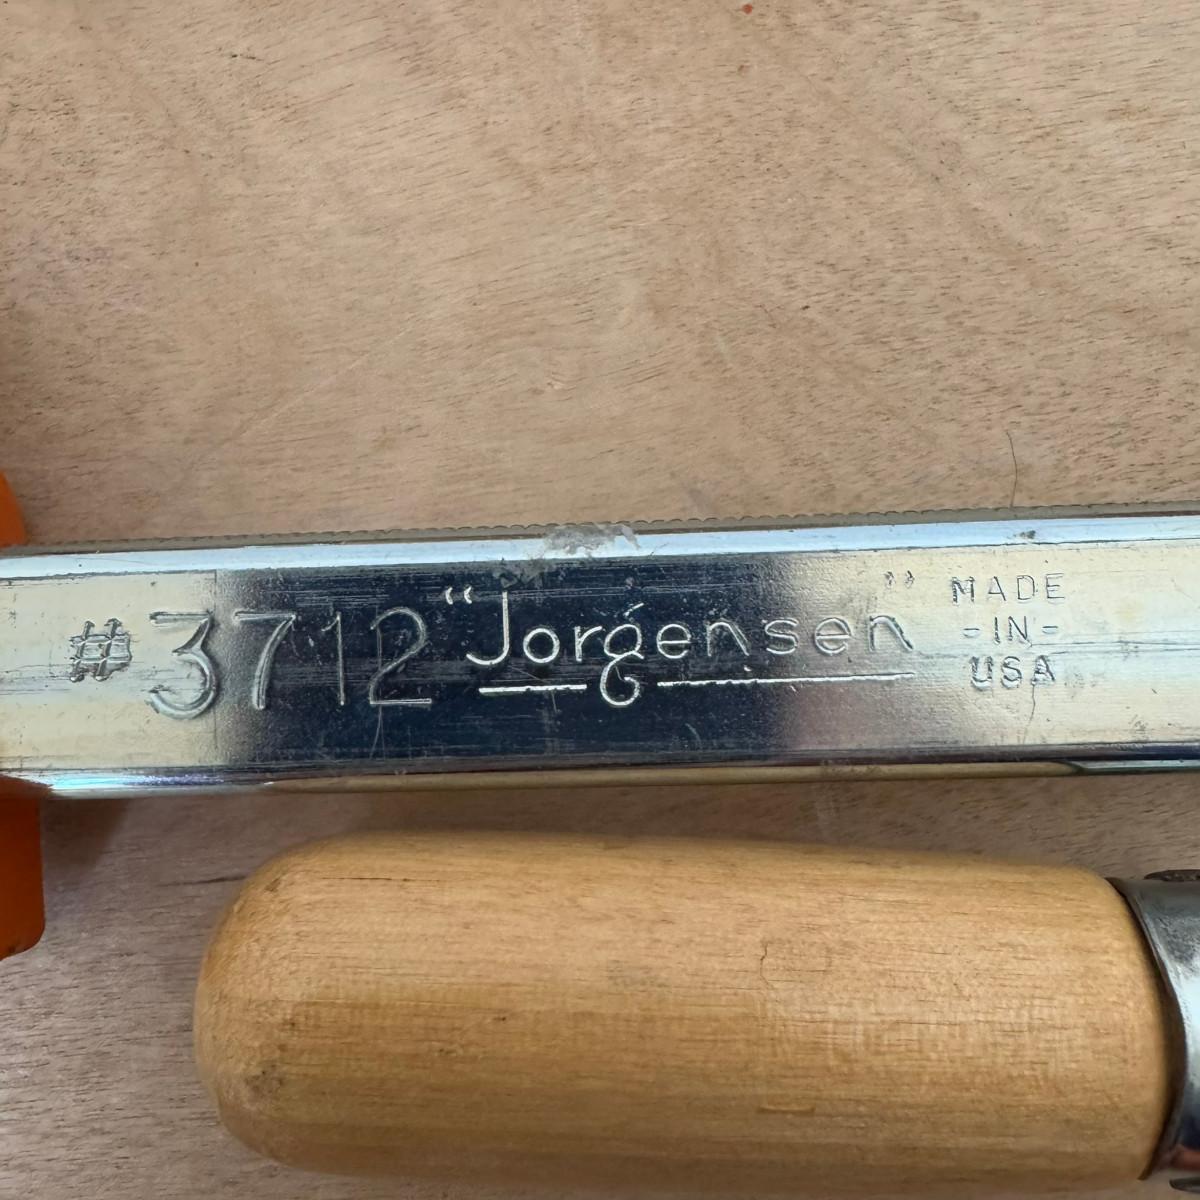 #3712 "Jorgensen"
MADE
-IN-
USA